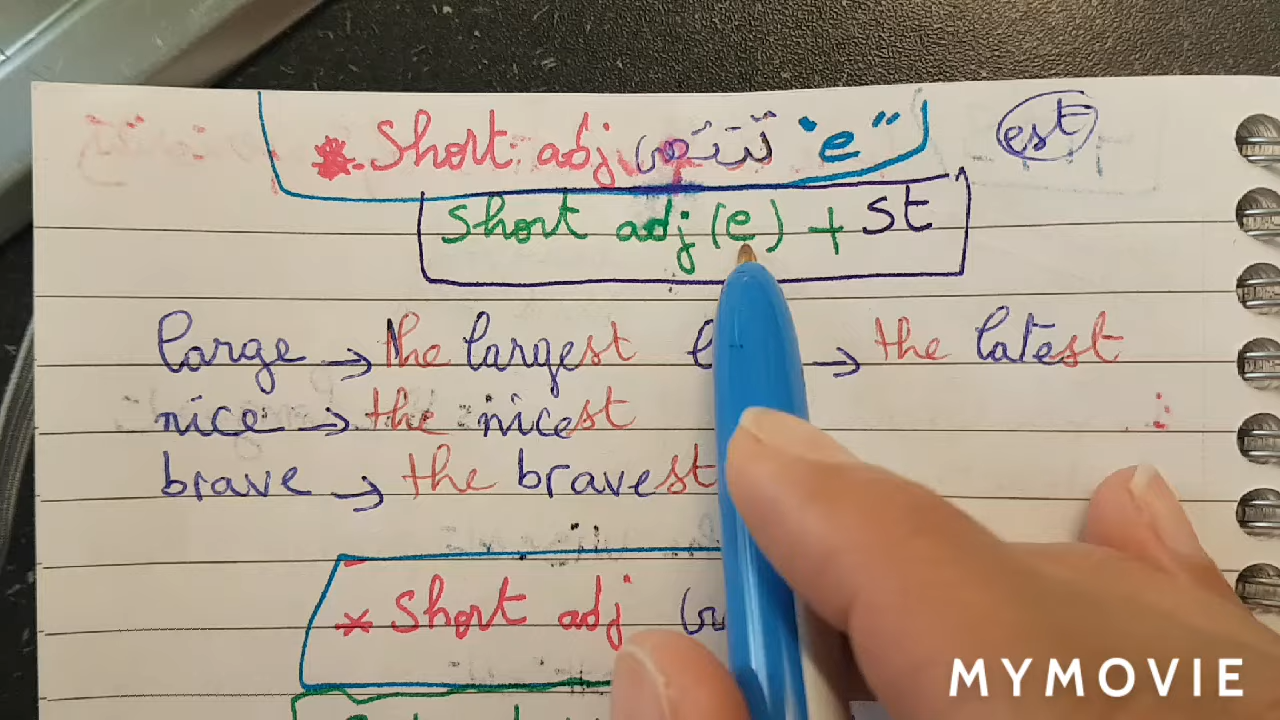 *. Short adj تنتهي "e" est
Short adj (e) + st
large → the largest → the latest
nice → the nicest
brave → the bravest
* Short adj
MYMOVIE